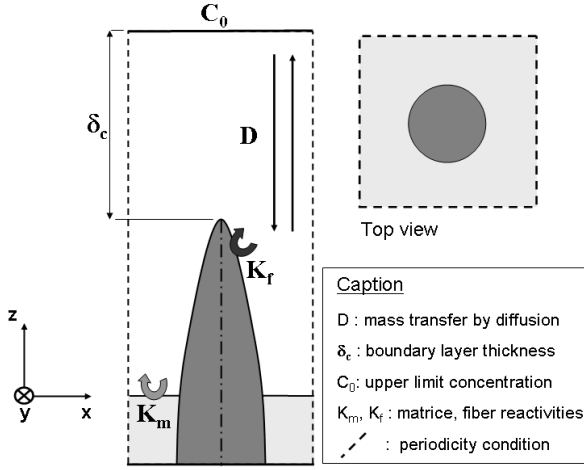 C₀
δc
D
Kf
Km
z
y
x
Top view
Caption
D : mass transfer by diffusion
δc : boundary layer thickness
C₀: upper limit concentration
Km, Kf : matrice, fiber reactivities
: periodicity condition